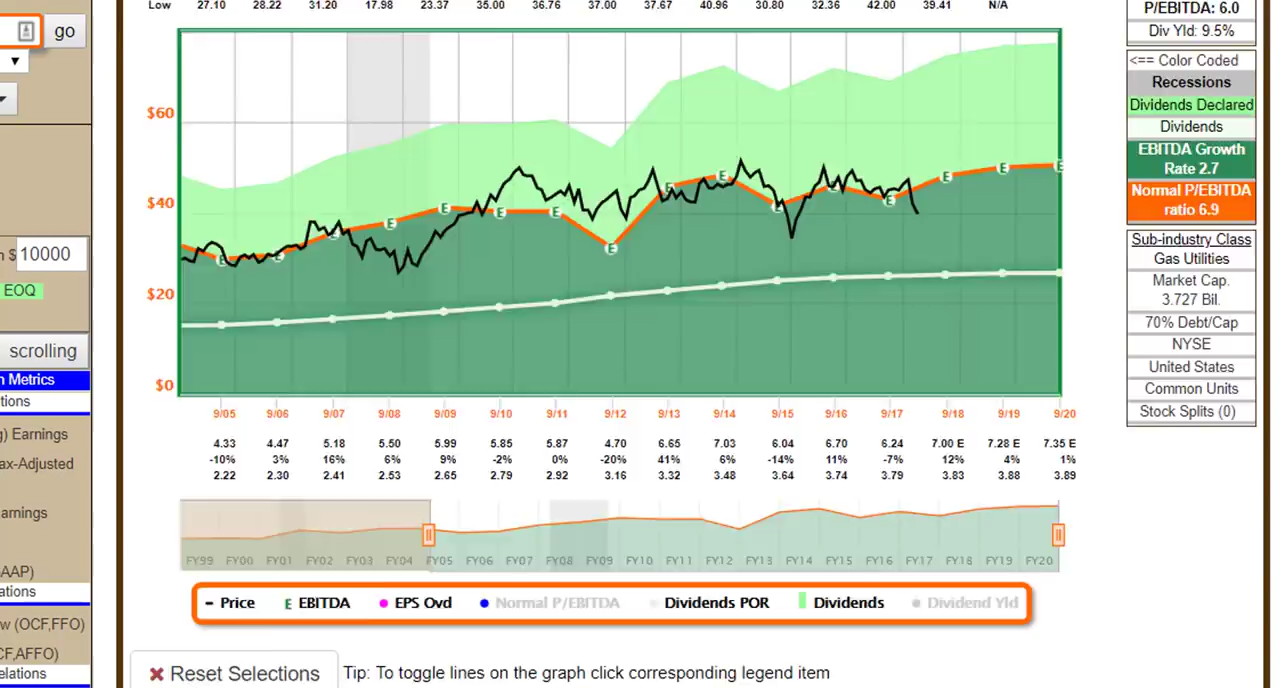 Low 27.10 28.22 31.20 17.98 23.37 35.00 36.76 37.00 37.67 40.96 30.80 32.36 42.00 39.41 N/A
P/EBITDA: 6.0
Div Yld: 9.5%
go
<== Color Coded
Recessions
Dividends Declared
Dividends
EBITDA Growth
Rate 2.7
Normal P/EBITDA
ratio 6.9
Sub-industry Class
Gas Utilities
Market Cap.
3.727 Bil.
70% Debt/Cap
NYSE
United States
Common Units
Stock Splits (0)
$60
$40
$20
$0
E E E E E E E E E E E E E E E E
n $ 10000
EOQ
scrolling
n Metrics
tions
g) Earnings
ax-Adjusted
arnings
AAP)
ations
w (OCF,FFO)
CF,AFFO)
elations
9/05 9/06 9/07 9/08 9/09 9/10 9/11 9/12 9/13 9/14 9/15 9/16 9/17 9/18 9/19 9/20
4.33 4.47 5.18 5.50 5.99 5.85 5.87 4.70 6.65 7.03 6.04 6.70 6.24 7.00 E 7.28 E 7.35 E
-10% 3% 16% 6% 9% -2% 0% -20% 41% 6% -14% 11% -7% 12% 4% 1%
2.22 2.30 2.41 2.53 2.65 2.79 2.92 3.16 3.32 3.48 3.64 3.74 3.79 3.83 3.88 3.89
FY99 FY00 FY01 FY02 FY03 FY04 FY05 FY06 FY07 FY08 FY09 FY10 FY11 FY12 FY13 FY14 FY15 FY16 FY17 FY18 FY19 FY20
Price E EBITDA EPS Ovd Normal P/EBITDA Dividends POR Dividends Dividend Yld
Reset Selections Tip: To toggle lines on the graph click corresponding legend item